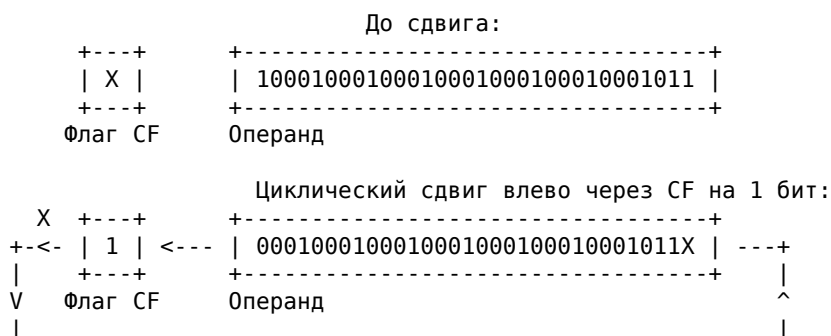 До сдвига:
+---+ +----------------------------------+
| X | | 10001000100010001000100010001011 |
+---+ +----------------------------------+
Флаг CF Операнд
Циклический сдвиг влево через CF на 1 бит:
X +---+ +----------------------------------+
+-<- | 1 | <--- | 0001000100010001000100010001011X | ---+
| +---+ +----------------------------------+ |
V Флаг CF Операнд ^
| |